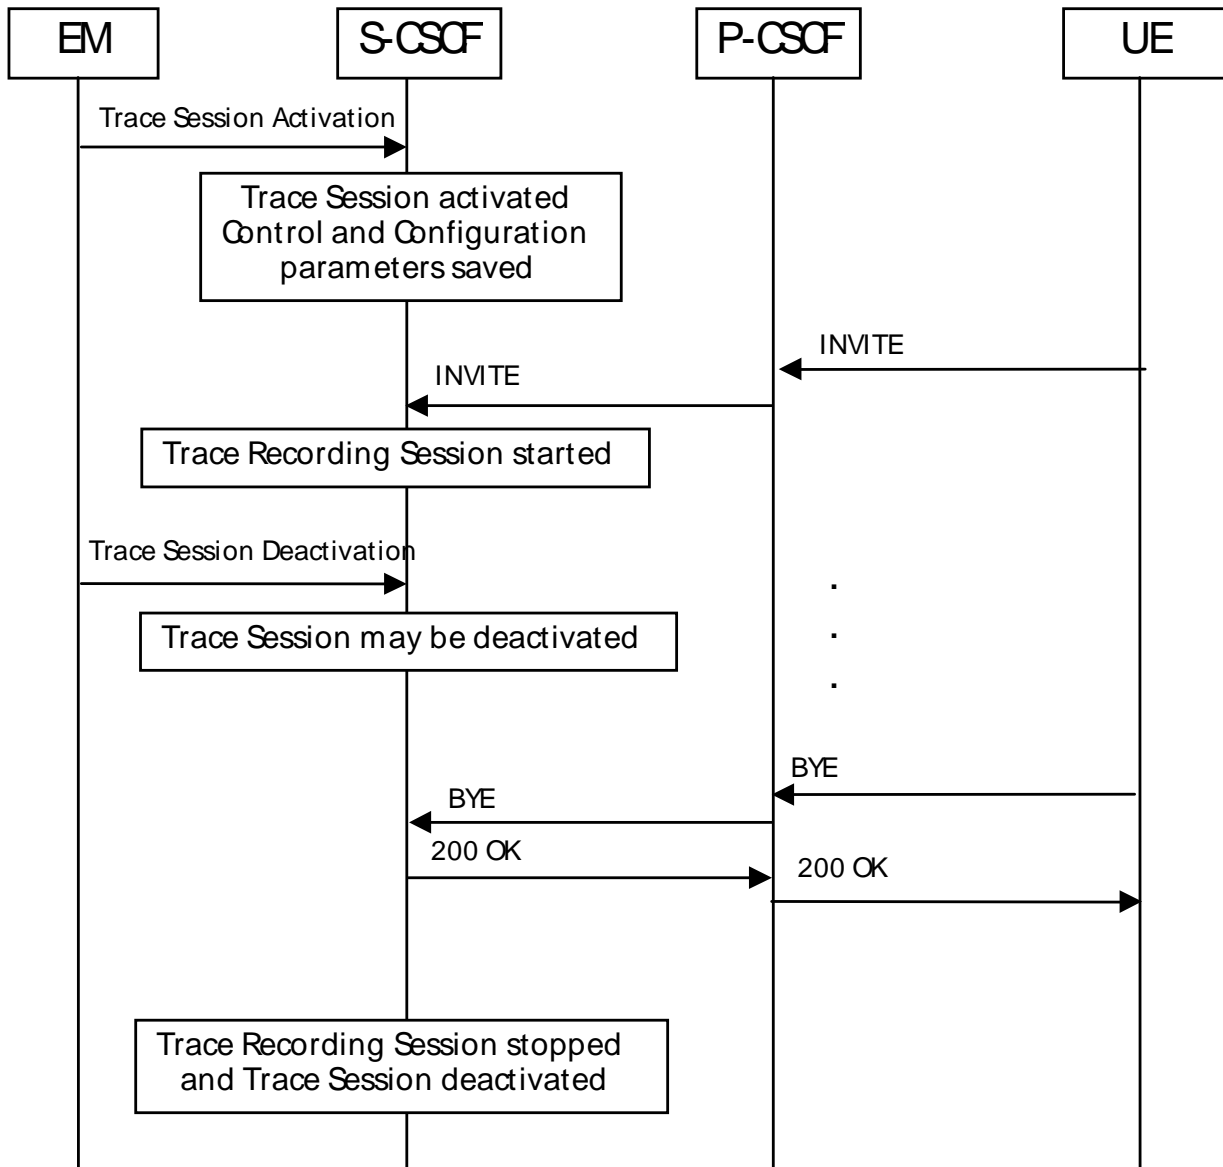 EM
S-CSCF
P-CSCF
UE
Trace Session Activation
Trace Session activated
Control and Configuration
parameters saved
INVITE
INVITE
Trace Recording Session started
Trace Session Deactivation
.
Trace Session may be deactivated
.
.
BYE
BYE
200 OK
200 OK
Trace Recording Session stopped
and Trace Session deactivated